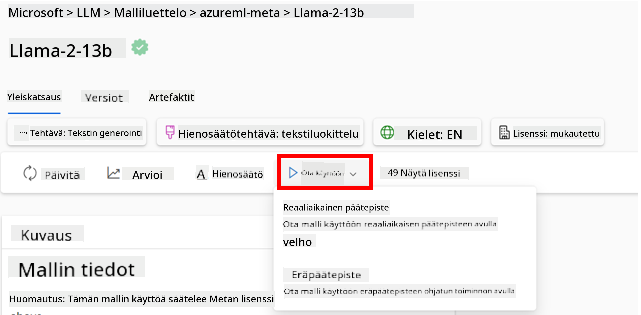 Microsoft > LLM > Malliluettelo > azureml-meta > Llama-2-13b
Llama-2-13b
Yleiskatsaus Versiot Artefaktit
Tehtävä: Tekstin generointi Hienosäätötehtävä: tekstiluokittelu Kielet: EN Lisenssi: mukautettu
Päivitä Arvioi Hienosäätö Ota käyttöön 49 Näytä lisenssi
Reaaliaikainen päätepiste
Ota malli käyttöön reaaliaikaisen päätepisteen avulla
velho
Kuvaus
Mallin tiedot
Eräpäätepiste
Ota malli käyttöön eräpäätepisteen ohjatun toiminnon avulla
Huomautus: Tämän mallin käyttöä säätelee Metan lisenssi